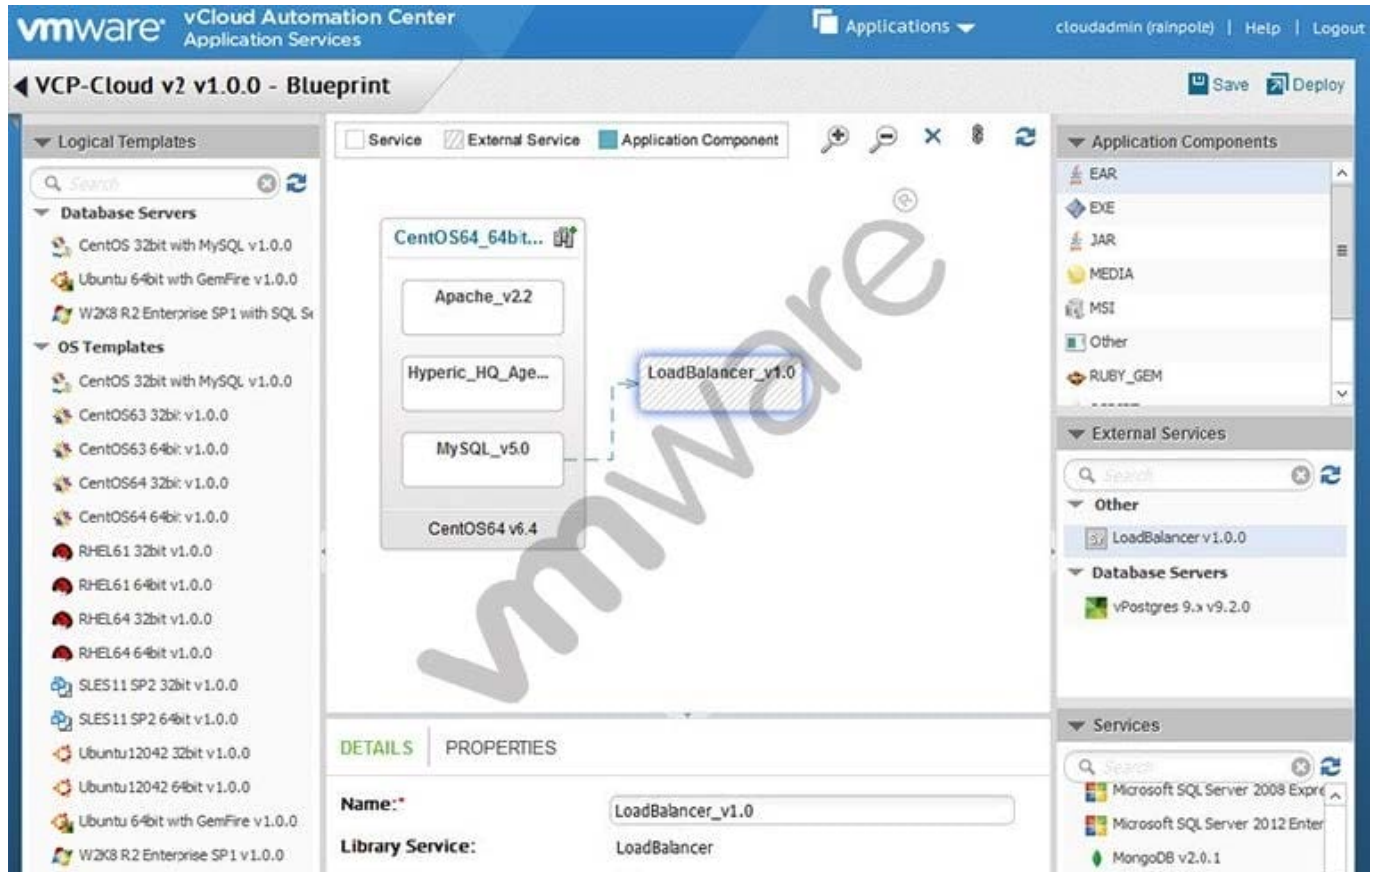 vmware® vCloud Automation Center
Application Services
Applications
cloudadmin (rainpole) | Help | Logout
VCP-Cloud v2 v1.0.0 - Blueprint
Save Deploy
Logical Templates
Search
Database Servers
CentOS 32bit with MySQL v1.0.0
Ubuntu 64bit with GemFire v1.0.0
W2K8 R2 Enterprise SP1 with SQL Se
OS Templates
CentOS 32bit with MySQL v1.0.0
CentOS63 32bit v1.0.0
CentOS63 64bit v1.0.0
CentOS64 32bit v1.0.0
CentOS64 64bit v1.0.0
RHEL61 32bit v1.0.0
RHEL61 64bit v1.0.0
RHEL64 32bit v1.0.0
RHEL64 64bit v1.0.0
SLES11 SP2 32bit v1.0.0
SLES11 SP2 64bit v1.0.0
Ubuntu12042 32bit v1.0.0
Ubuntu12042 64bit v1.0.0
Ubuntu 64bit with GemFire v1.0.0
W2K8 R2 Enterprise SP1 v1.0.0
Service External Service Application Component
CentOS64_64bit...
Apache_v2.2
Hyperic_HQ_Age...
MySQL_v5.0
CentOS64 v6.4
LoadBalancer_v1.0
vmware®
DETAILS PROPERTIES
Name:* LoadBalancer_v1.0
Library Service: LoadBalancer
Application Components
EAR
EXE
JAR
MEDIA
MSI
Other
RUBY_GEM
External Services
Search
Other
LoadBalancer v1.0.0
Database Servers
vPostgres 9.x v9.2.0
Services
Search
Microsoft SQL Server 2008 Expre
Microsoft SQL Server 2012 Enter
MongoDB v2.0.1